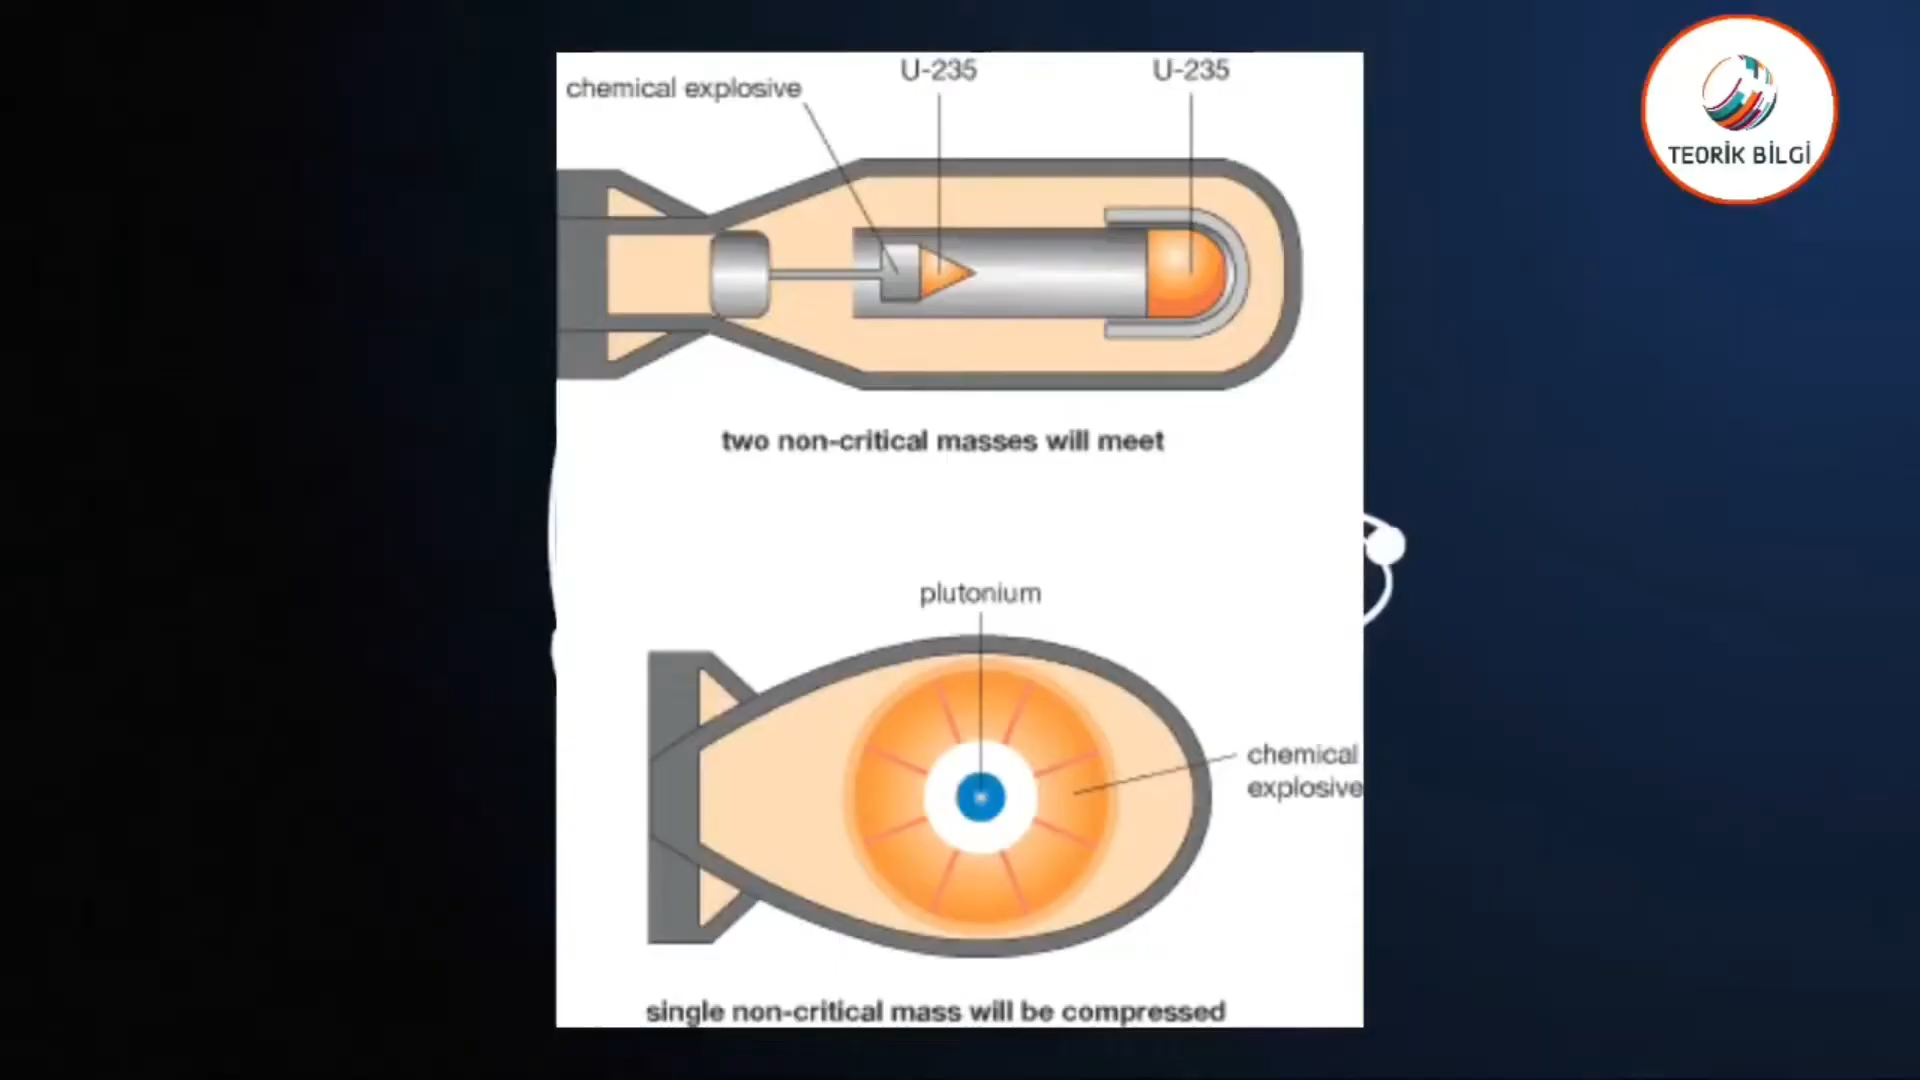 U-235
U-235
chemical explosive
two non-critical masses will meet
plutonium
chemical
explosive
single non-critical mass will be compressed
TEORİK BİLGİ